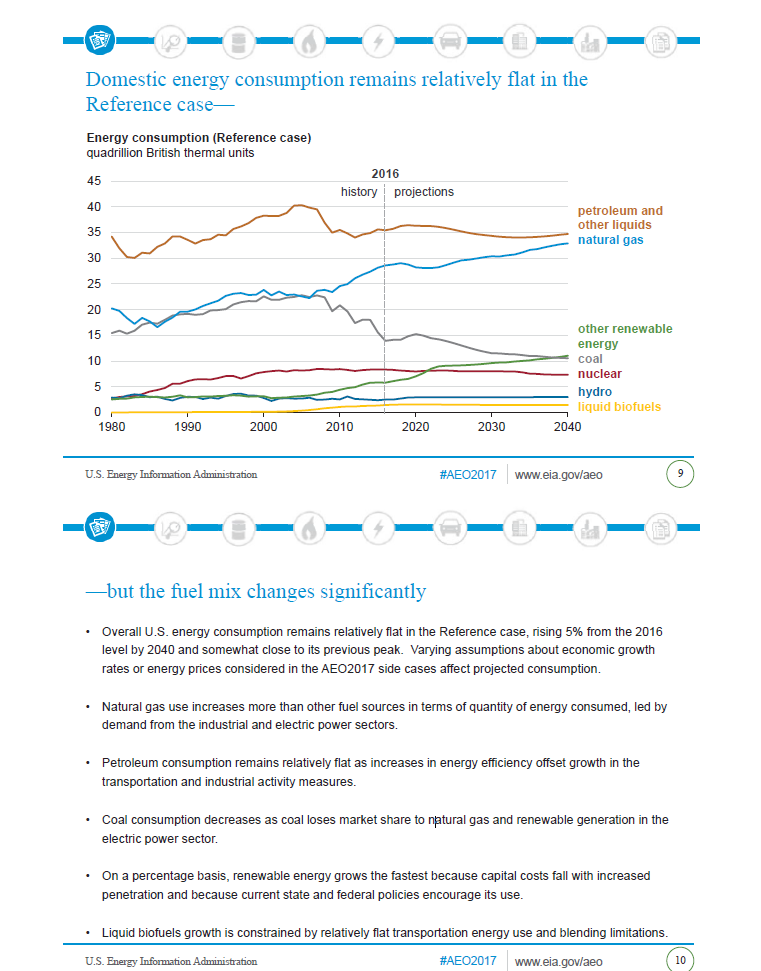 Domestic energy consumption remains relatively flat in the
Reference case—
Energy consumption (Reference case)
quadrillion British thermal units
2016
history
projections
45
40
35
30
25
20
15
10
5
0
1980
1990
2000
2010
2020
2030
2040
petroleum and
other liquids
natural gas
other renewable
energy
coal
nuclear
hydro
liquid biofuels
U.S. Energy Information Administration
#AEO2017
www.eia.gov/aeo
9
—but the fuel mix changes significantly
• Overall U.S. energy consumption remains relatively flat in the Reference case, rising 5% from the 2016
level by 2040 and somewhat close to its previous peak. Varying assumptions about economic growth
rates or energy prices considered in the AEO2017 side cases affect projected consumption.
• Natural gas use increases more than other fuel sources in terms of quantity of energy consumed, led by
demand from the industrial and electric power sectors.
• Petroleum consumption remains relatively flat as increases in energy efficiency offset growth in the
transportation and industrial activity measures.
• Coal consumption decreases as coal loses market share to natural gas and renewable generation in the
electric power sector.
• On a percentage basis, renewable energy grows the fastest because capital costs fall with increased
penetration and because current state and federal policies encourage its use.
• Liquid biofuels growth is constrained by relatively flat transportation energy use and blending limitations.
U.S. Energy Information Administration
#AEO2017
www.eia.gov/aeo
10